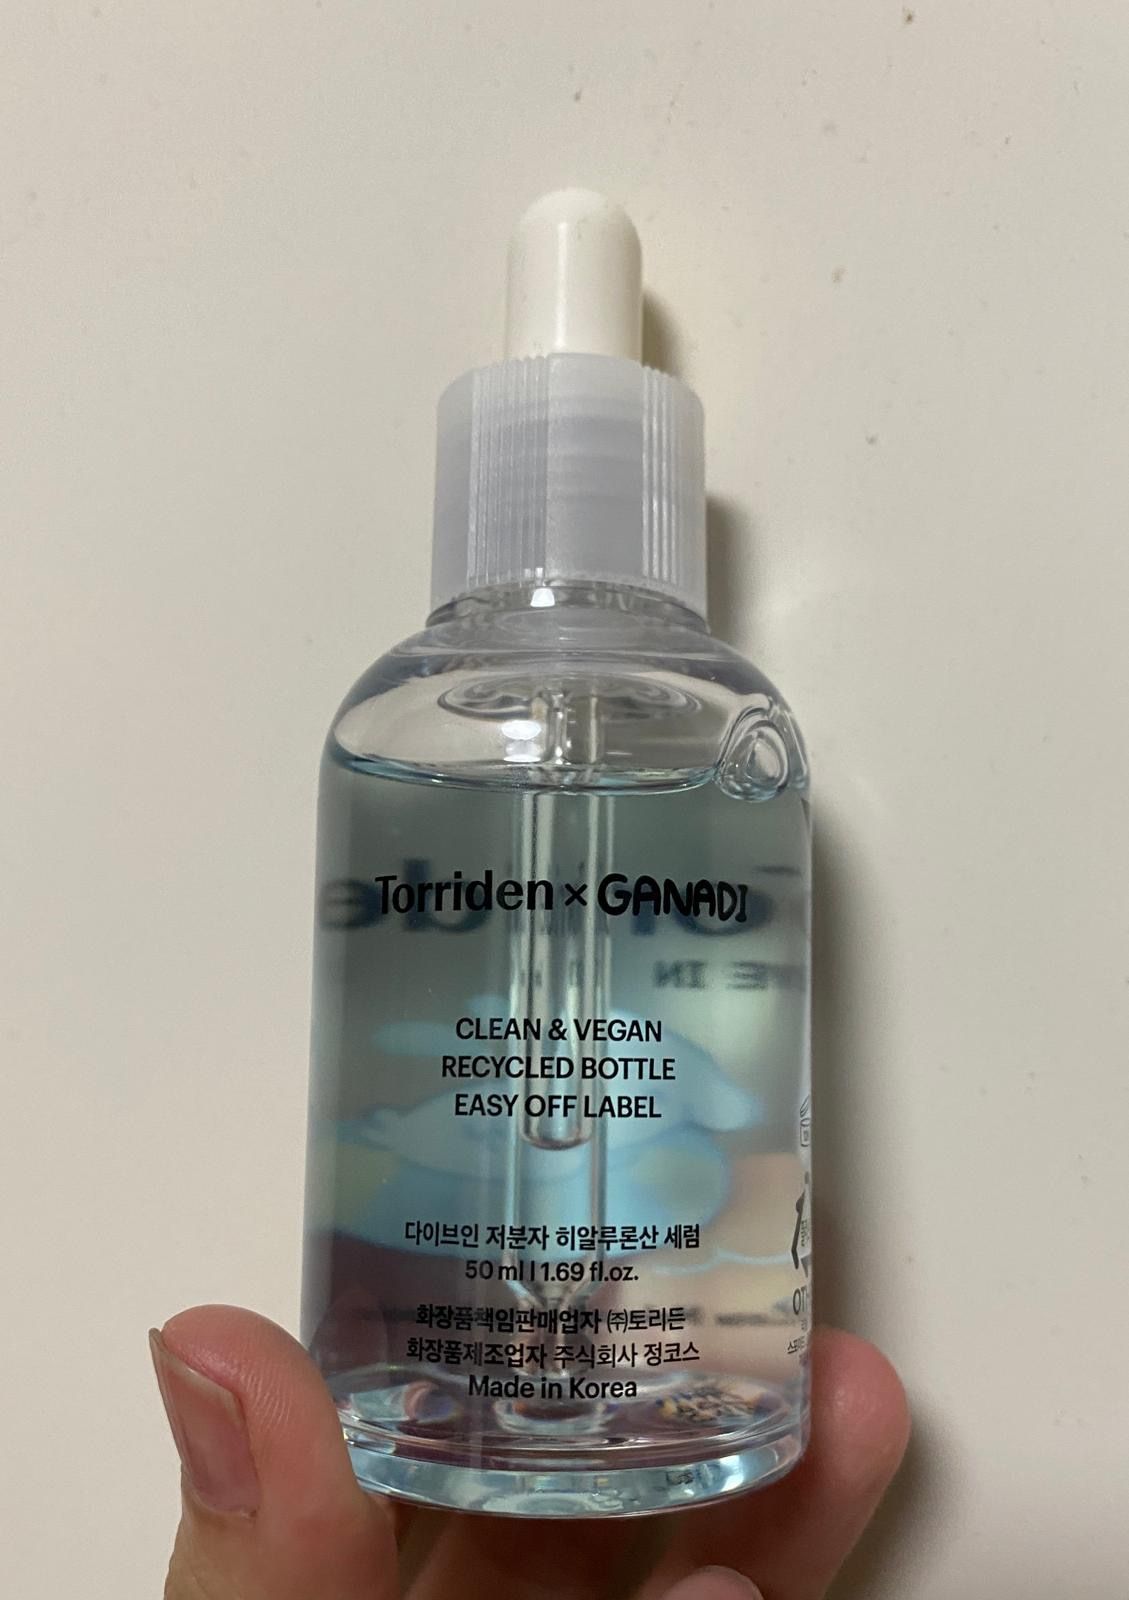 Torriden × GANADI
CLEAN & VEGAN
RECYCLED BOTTLE
EASY OFF LABEL
다이브인 저분자 히알루론산 세럼
50 ml | 1.69 fl.oz.
화장품책임판매업자 ㈜토리든
화장품제조업자 주식회사 정코스
Made in Korea